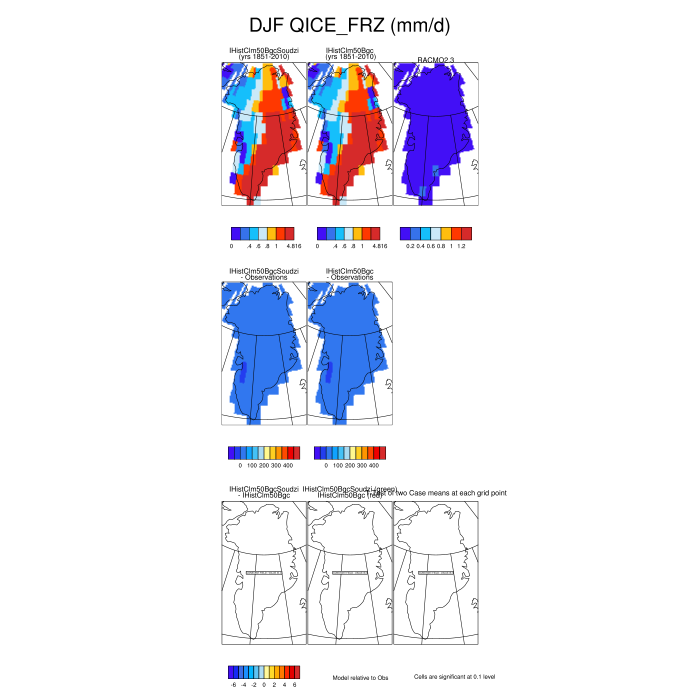 DJF QICE_FRZ (mm/d)
IHistClm50BgcSoudzi
(yrs 1851-2010)
IHistClm50Bgc
(yrs 1851-2010)
RACMO2.3
0 .4 .6 .8 1 4.816
0 .4 .6 .8 1 4.816
0.2 0.4 0.6 0.8 1 1.2
IHistClm50BgcSoudzi
- Observations
IHistClm50Bgc
- Observations
0 100 200 300 400
0 100 200 300 400
IHistClm50BgcSoudzi
- IHistClm50Bgc
IHistClm50BgcSoudzi (green)
IHistClm50Bgc (red)
of two Case means at each grid point
-6 -4 -2 0 2 4 6
Model relative to Obs
Cells are significant at 0.1 level